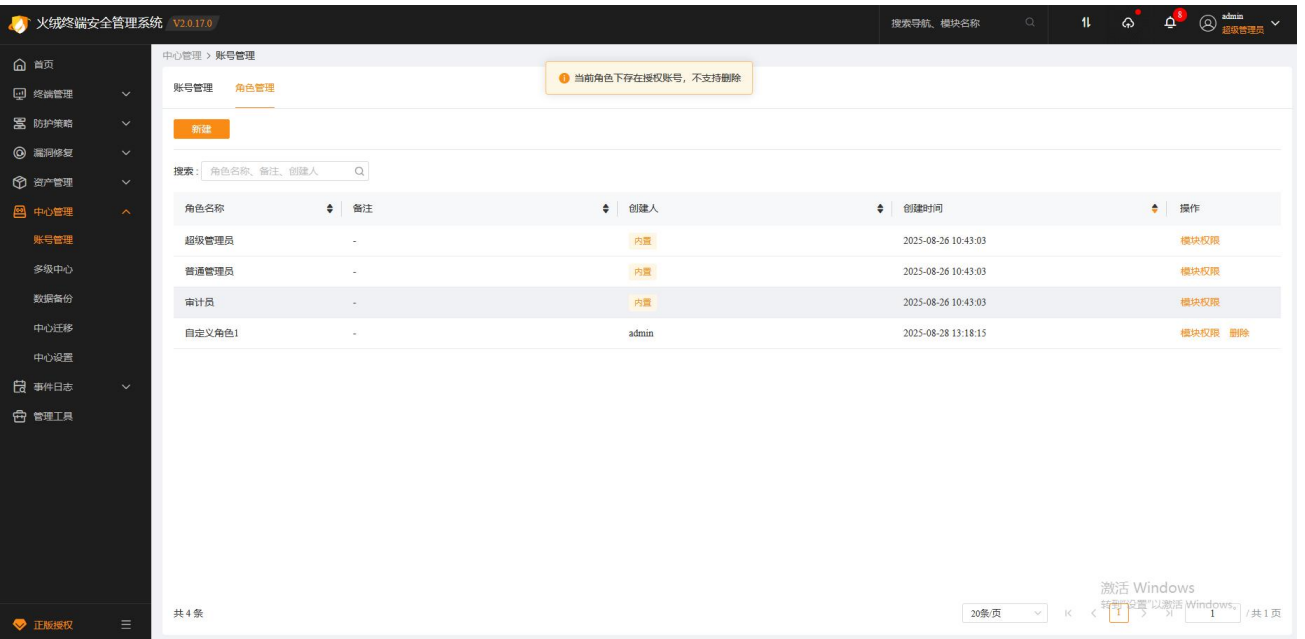 火绒终端安全管理系统 V2.0.17.0 搜索导航、模块名称 8 admin
超级管理员
中心管理 > 账号管理
首页
终端管理
防护策略
漏洞修复
资产管理
中心管理
账号管理
多级中心
数据备份
中心迁移
中心设置
事件日志
管理工具
正版授权
当前角色下存在授权账号，不支持删除
账号管理 角色管理
新建
搜索： 角色名称、备注、创建人
角色名称 备注 创建人 创建时间 操作
超级管理员 - 内置 2025-08-26 10:43:03 模块权限
普通管理员 - 内置 2025-08-26 10:43:03 模块权限
审计员 - 内置 2025-08-26 10:43:03 模块权限
自定义角色1 - admin 2025-08-28 13:18:15 模块权限 删除
激活 Windows
转到"设置"以激活 Windows。
共 4 条 20条/页 1 1 / 共 1 页